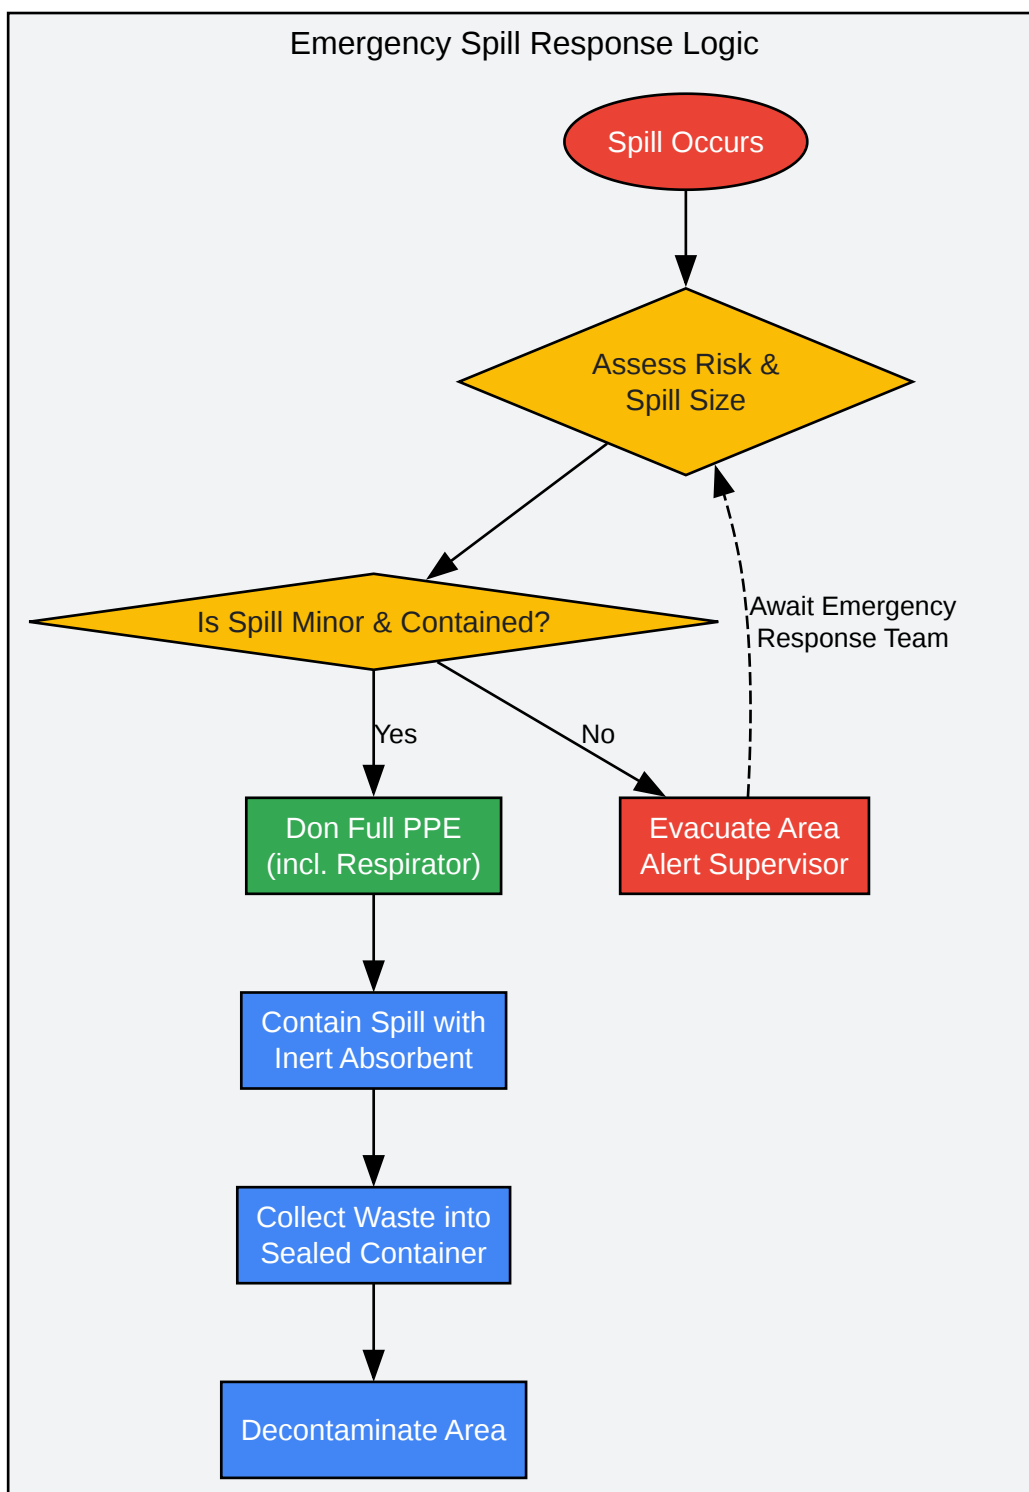 Emergency Spill Response Logic
Spill Occurs
Assess Risk &
Spill Size
Is Spill Minor & Contained?
Await Emergency
Response Team
Yes
No
Don Full PPE
(incl. Respirator)
Evacuate Area
Alert Supervisor
Contain Spill with
Inert Absorbent
Collect Waste into
Sealed Container
Decontaminate Area